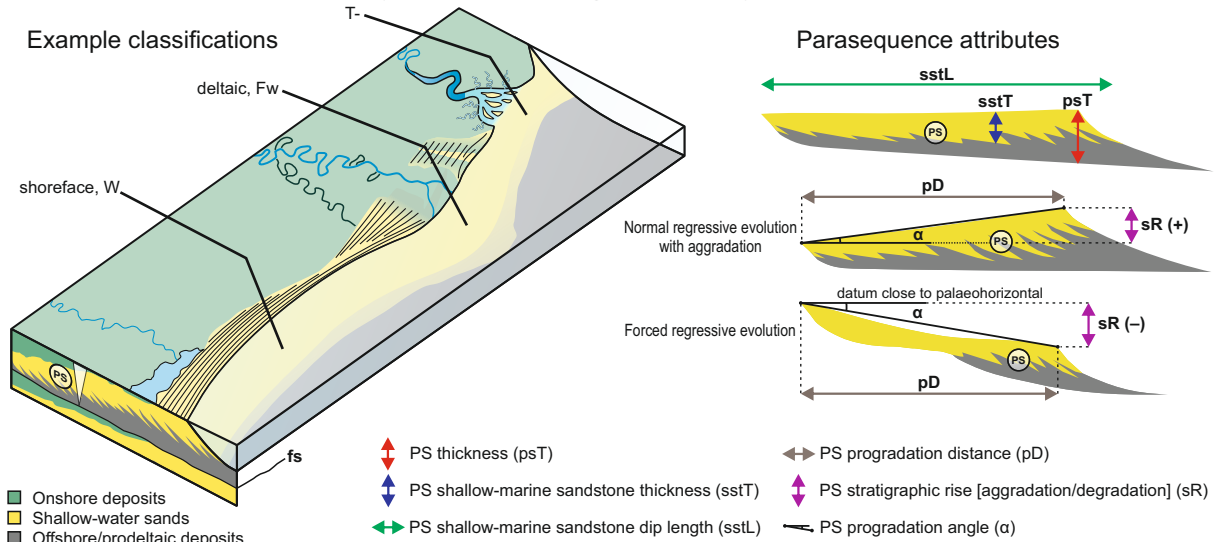 T-
Example classifications
Parasequence attributes
deltaic, Fw
shoreface, W
sstL
sstT
psT
PS
pD
Normal regressive evolution
with aggradation
α
PS
sR (+)
datum close to palaeohorizontal
α
Forced regressive evolution
sR (–)
PS
pD
PS
fs
Onshore deposits
Shallow-water sands
Offshore/prodeltaic deposits
PS thickness (psT)
PS shallow-marine sandstone thickness (sstT)
PS shallow-marine sandstone dip length (sstL)
PS progradation distance (pD)
PS stratigraphic rise [aggradation/degradation] (sR)
PS progradation angle (α)